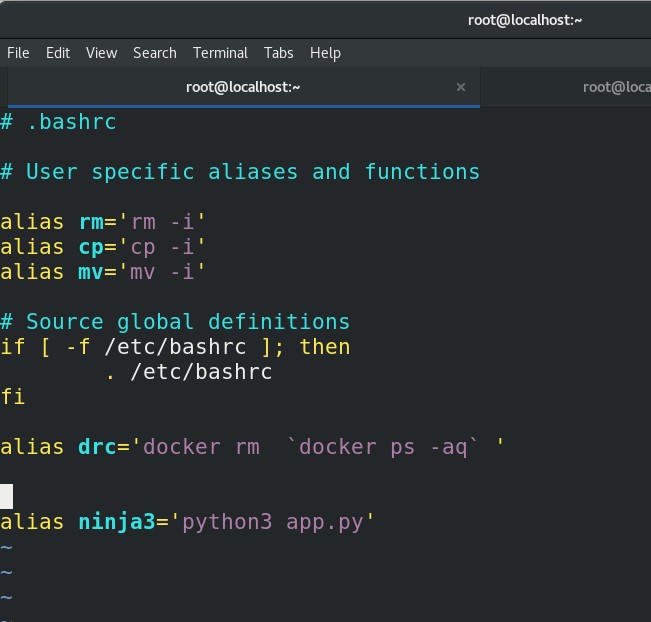 root@localhost:~
File Edit View Search Terminal Tabs Help
root@localhost:~ × root@loca
# .bashrc
# User specific aliases and functions
alias rm='rm -i'
alias cp='cp -i'
alias mv='mv -i'
# Source global definitions
if [ -f /etc/bashrc ]; then
        . /etc/bashrc
fi
alias drc='docker rm  `docker ps -aq` '
alias ninja3='python3 app.py'
~
~
~
~